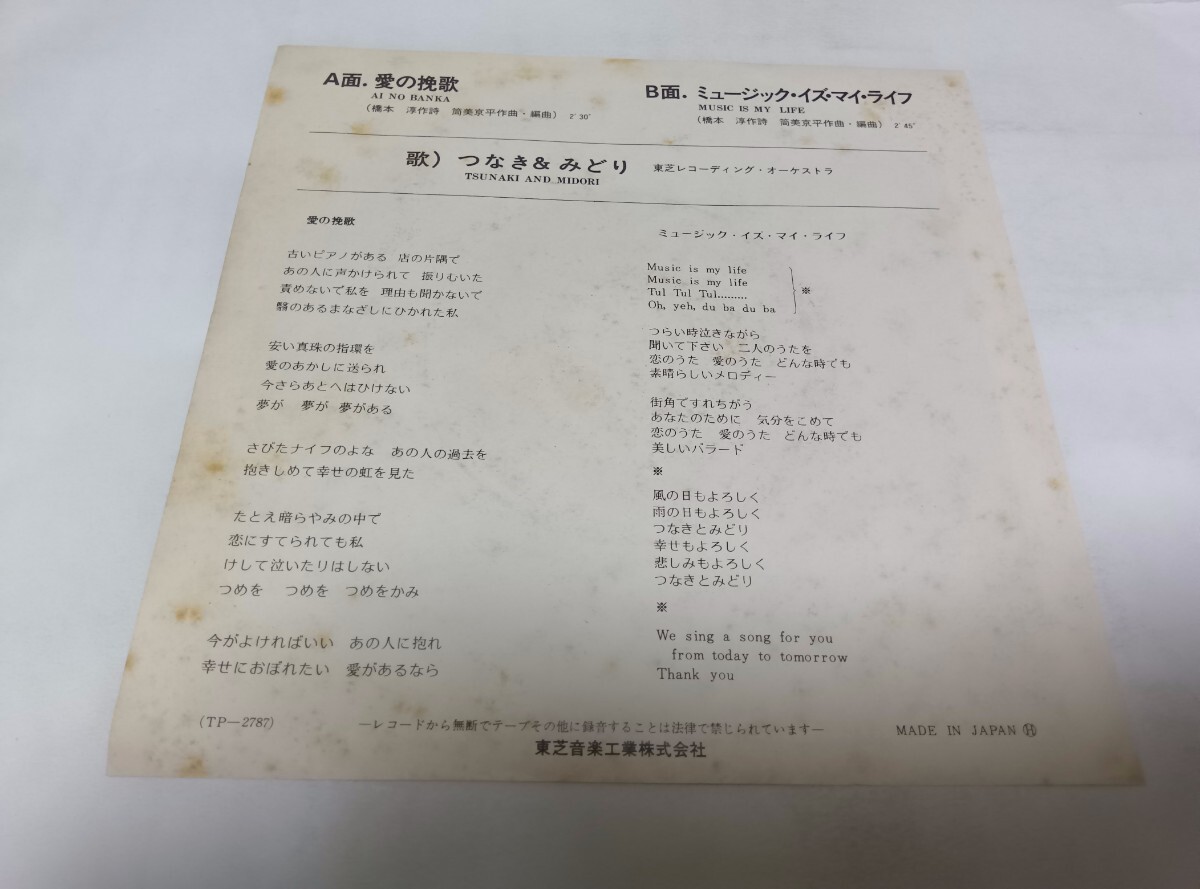 A面. 愛の挽歌
AI NO BANKA
(橋本 淳作詩 筒美京平作曲・編曲) 2′30″
B面. ミュージック・イズ・マイ・ライフ
MUSIC IS MY LIFE
(橋本 淳作詩 筒美京平作曲・編曲) 2′45″
歌) つなき&みどり 東芝レコーディング・オーケストラ
TSUNAKI AND MIDORI
愛の挽歌
古いピアノがある 店の片隅で
あの人に声かけられて 振りむいた
責めないで私を 理由も聞かないで
翳のあるまなざしにひかれた私
安い真珠の指環を
愛のあかしに送られ
今さらあとへはひけない
夢が 夢が 夢がある
さびたナイフのよな あの人の過去を
抱きしめて幸せの虹を見た
たとえ暗らやみの中で
恋にすてられても私
けして泣いたりはしない
つめを つめを つめをかみ
今がよければいい あの人に抱れ
幸せにおぼれたい 愛があるなら
ミュージック・イズ・マイ・ライフ
Music is my life
Music is my life
Tul Tul Tul.........
Oh, yeh, du ba du ba
※
つらい時泣きながら
聞いて下さい 二人のうたを
恋のうた 愛のうた どんな時でも
素晴らしいメロディー
街角ですれちがう
あなたのために 気分をこめて
恋のうた 愛のうた どんな時でも
美しいバラード
※
風の日もよろしく
雨の日もよろしく
つなきとみどり
幸せもよろしく
悲しみもよろしく
つなきとみどり
※
We sing a song for you
from today to tomorrow
Thank you
(TP—2787) —レコードから無断でテープその他に録音することは法律で禁じられています— MADE IN JAPAN Ⓗ
東芝音楽工業株式会社